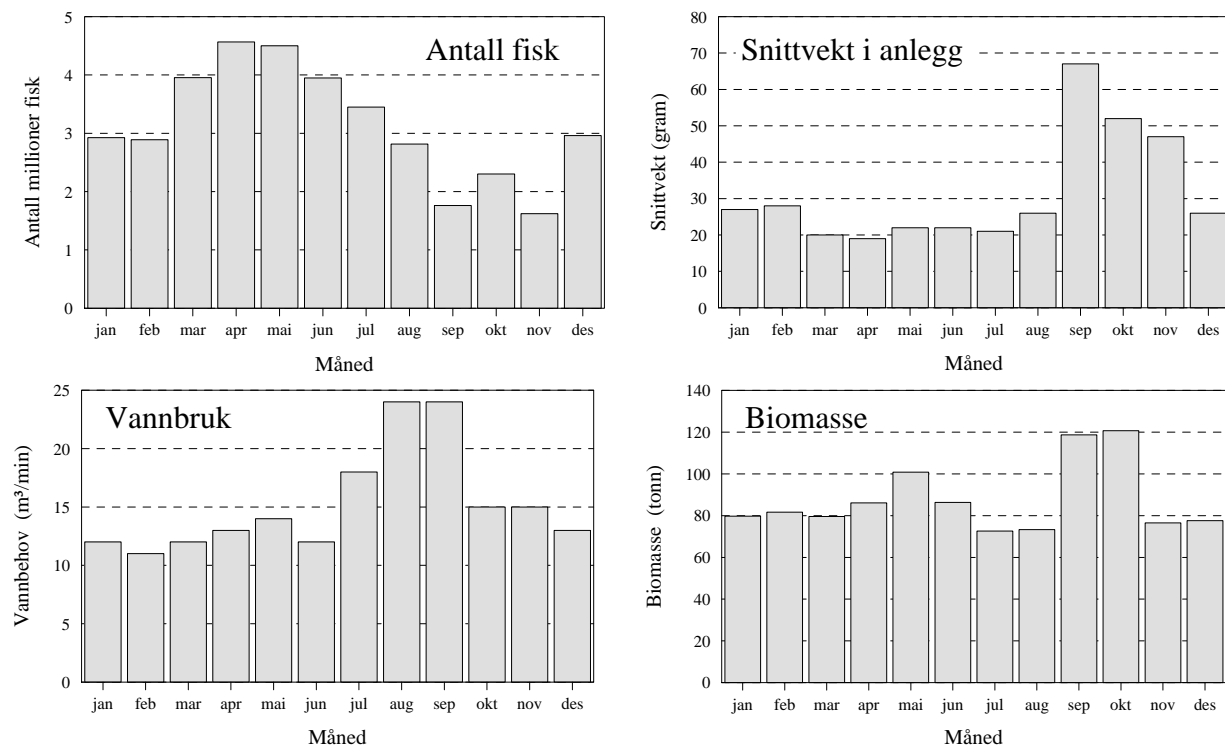 Antall fisk
Antall millioner fisk
5
4
3
2
1
0
jan feb mar apr mai jun jul aug sep okt nov des
Måned
Snittvekt i anlegg
Snittvekt (gram)
80
70
60
50
40
30
20
10
0
jan feb mar apr mai jun jul aug sep okt nov des
Måned
Vannbruk
Vannbehov (m³/min)
25
20
15
10
5
0
jan feb mar apr mai jun jul aug sep okt nov des
Måned
Biomasse
Biomasse (tonn)
140
120
100
80
60
40
20
0
jan feb mar apr mai jun jul aug sep okt nov des
Måned